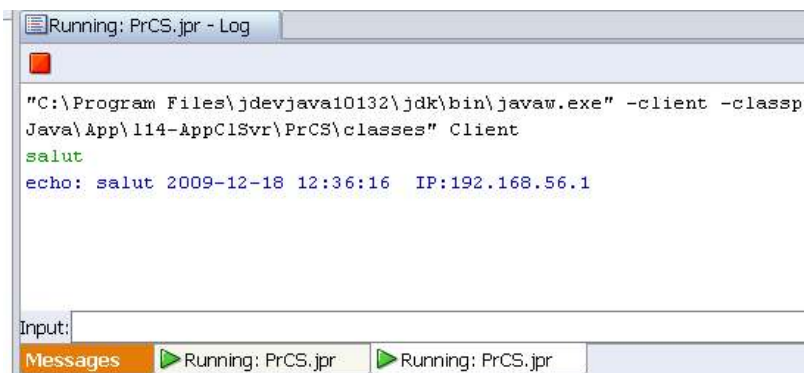 Running: PrCS.jpr - Log
"C:\Program Files\jdevjava10132\jdk\bin\javaw.exe" -client -classp
Java\App\l14-AppClSvr\PrCS\classes" Client
salut
echo: salut 2009-12-18 12:36:16  IP:192.168.56.1
Input:
Messages Running: PrCS.jpr Running: PrCS.jpr